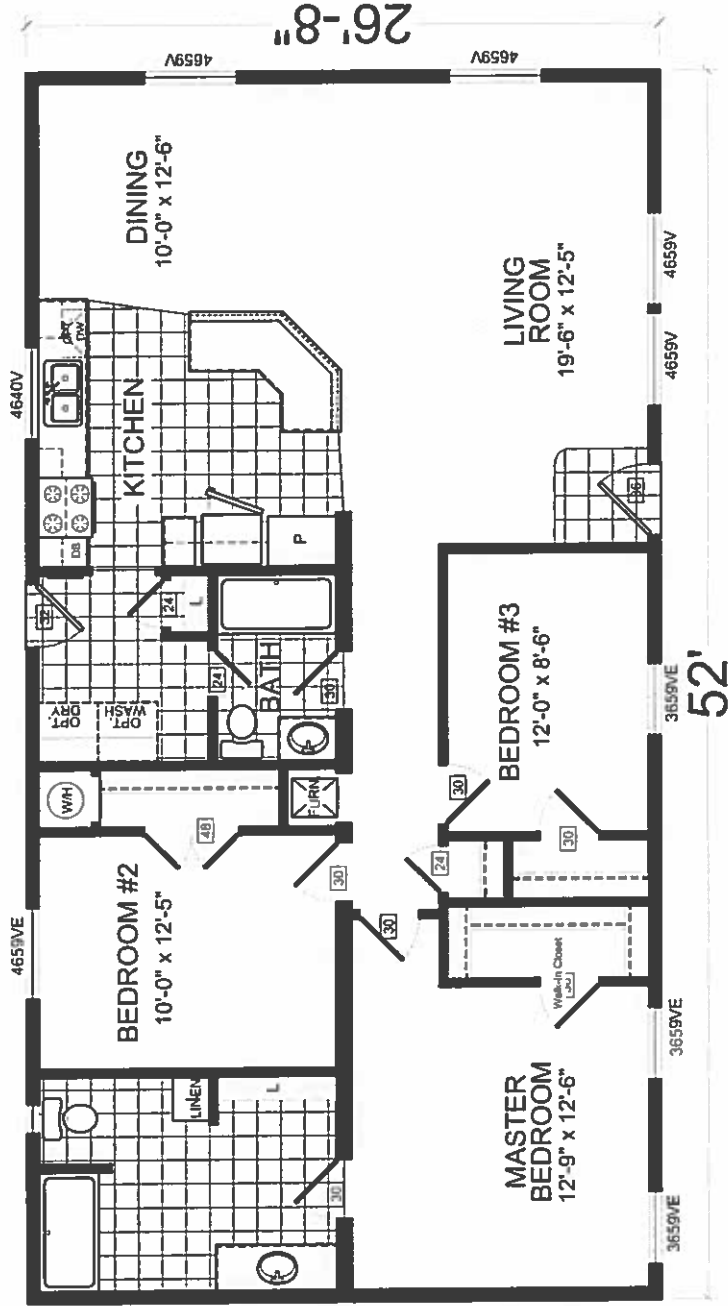 26'-8"
4640V
4659V
4659V
DINING
10'-0" x 12'-6"
OPT
DW
KITCHEN
DB
P
LIVING
ROOM
19'-6" x 12'-5"
4659V
4659V
36
32
24
L
OPT.
DRY
OPT.
WASH
24
BATH
30
W/H
FURN.
48
30
BEDROOM #2
10'-0" x 12'-5"
4659VE
BEDROOM #3
12'-0" x 8'-6"
3659VE
30
30
24
30
Walk-In Closet
30
LINEN
L
30
MASTER
BEDROOM
12'-9" x 12'-6"
3659VE
3659VE
52'